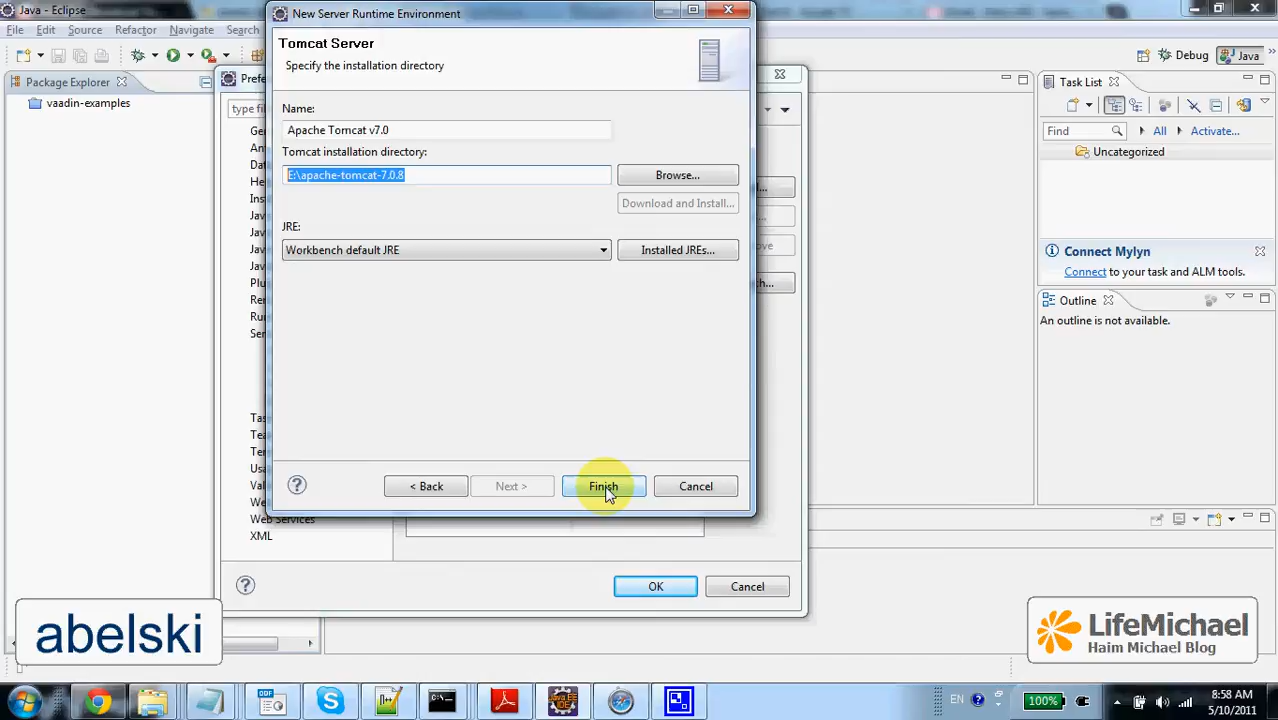 Java - Eclipse
New Server Runtime Environment
File Edit Source Refactor Navigate Search
Debug
Java
Package Explorer
vaadin-examples
Tomcat Server
Specify the installation directory
Name:
Apache Tomcat v7.0
Tomcat installation directory:
E:\apache-tomcat-7.0.8
Browse...
Download and Install...
JRE:
Workbench default JRE
Installed JREs...
< Back
Next >
Finish
Cancel
Web Services
XML
OK
Cancel
Task List
Find
All
Activate...
Uncategorized
Connect Mylyn
Connect to your task and ALM tools.
Outline
An outline is not available.
abelski
LifeMichael
Haim Michael Blog
ODF
Java EE
IDE
EN
100%
8:58 AM
5/10/2011